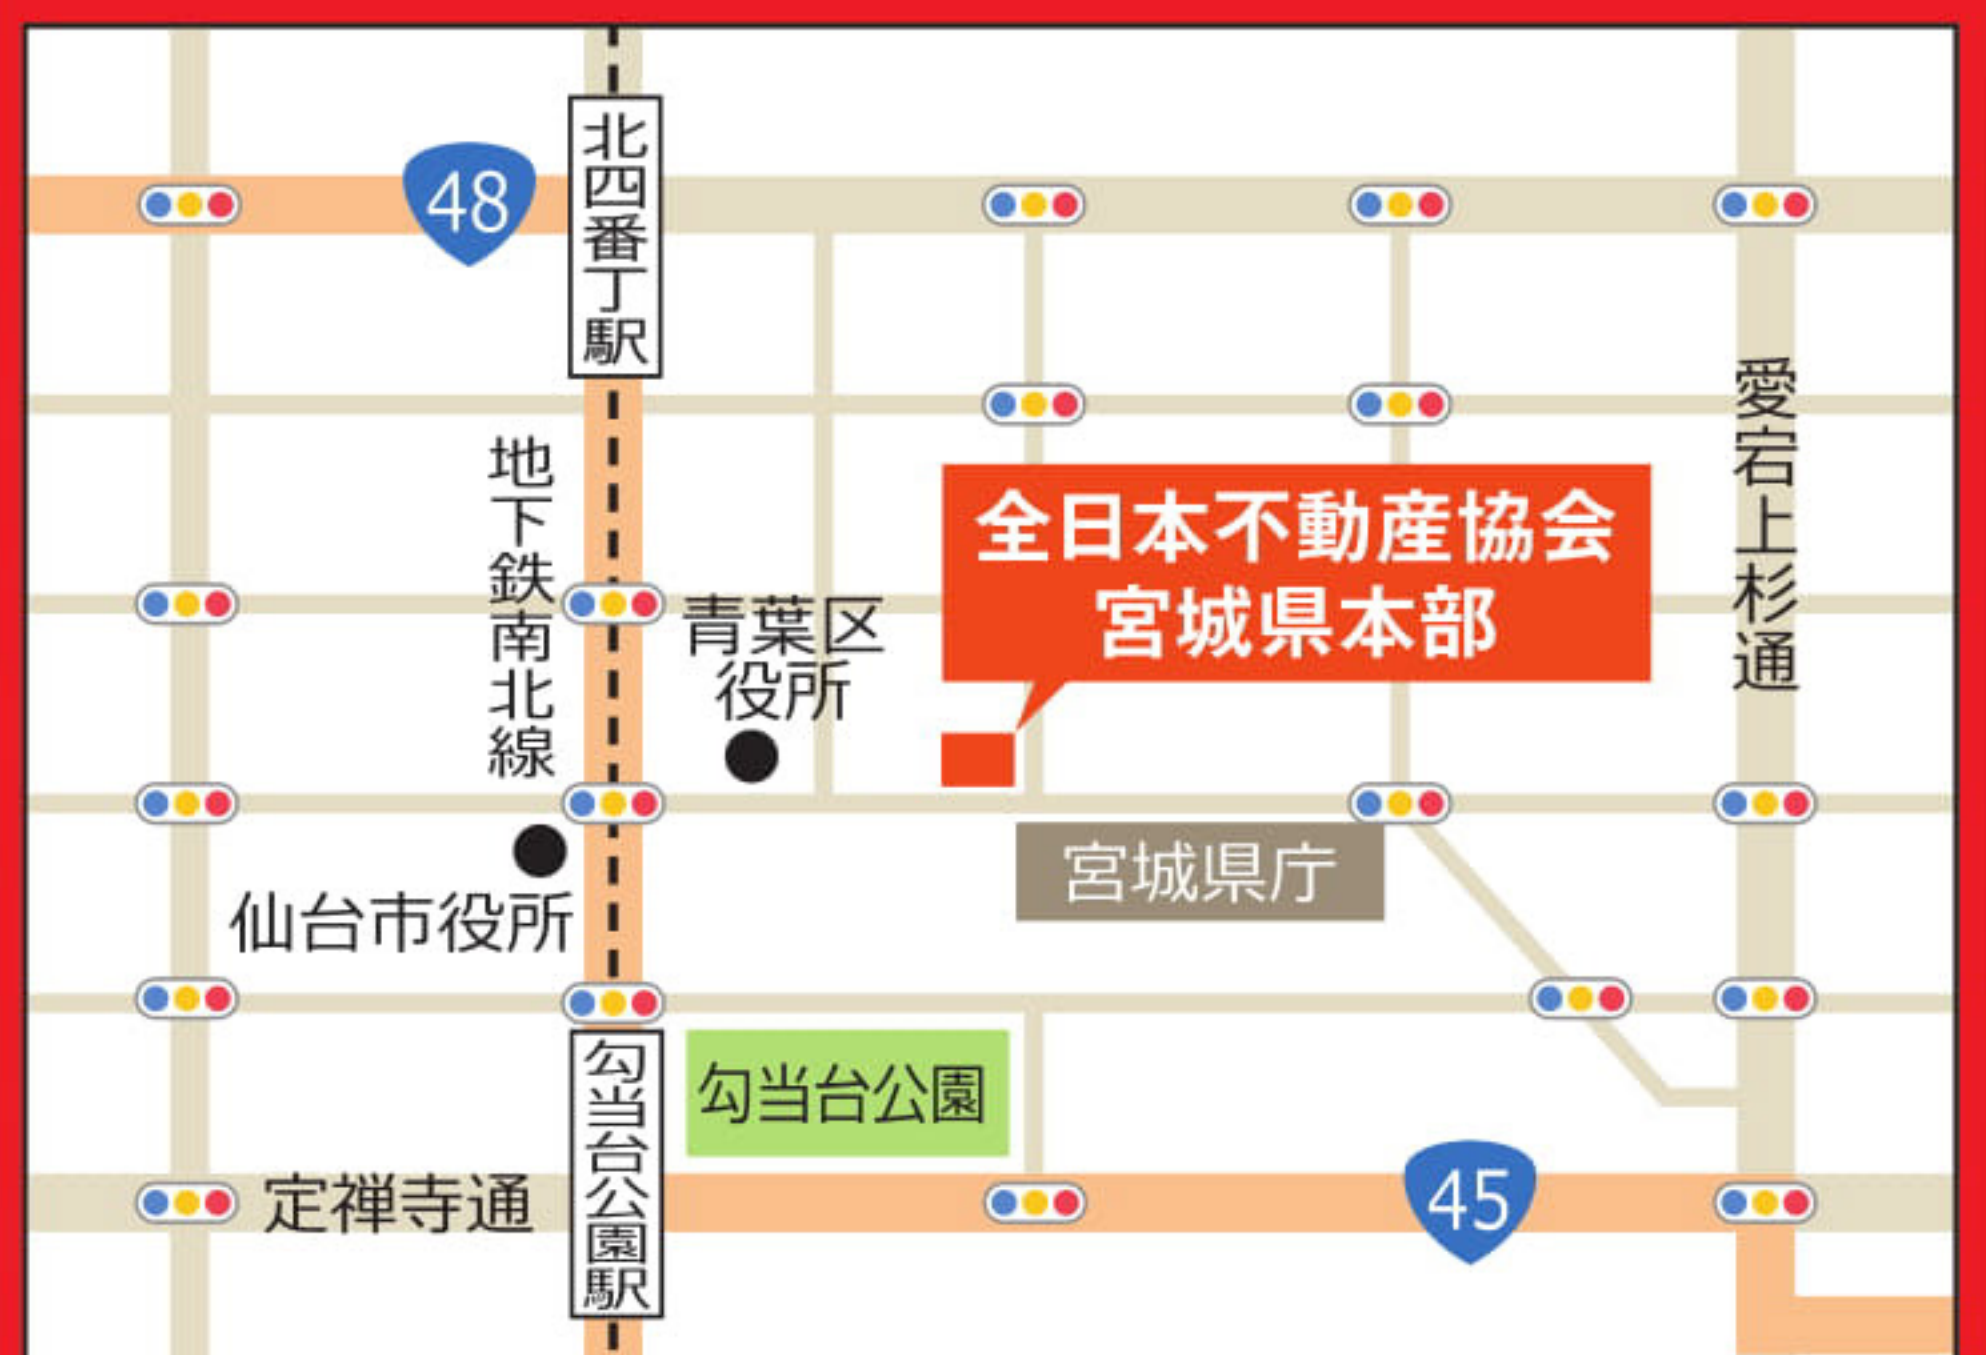 北四番丁駅
48
愛宕上杉通
地下鉄南北線
全日本不動産協会
宮城県本部
青葉区
役所
宮城県庁
仙台市役所
勾当台公園駅
勾当台公園
定禅寺通
45